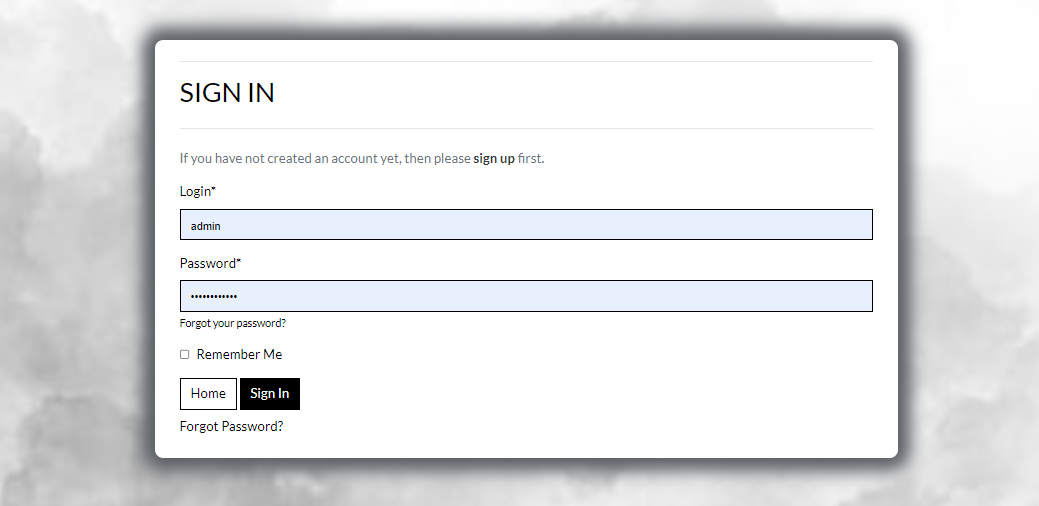 SIGN IN
If you have not created an account yet, then please sign up first.
Login*
admin
Password*
••••••••••••
Forgot your password?
Remember Me
Home Sign In
Forgot Password?